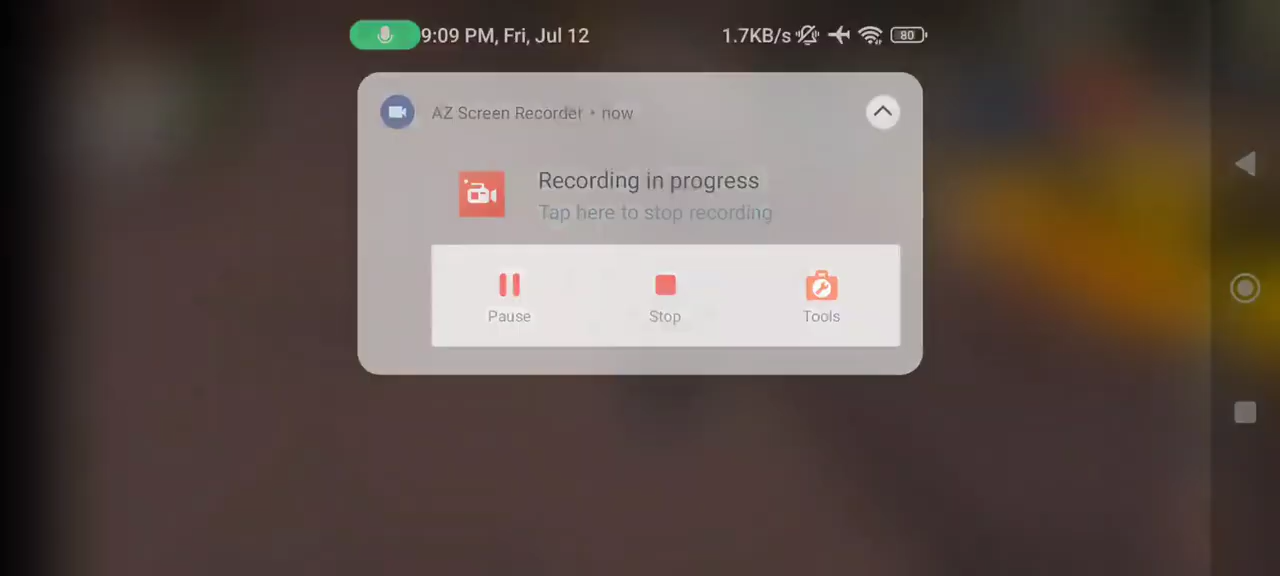 9:09 PM, Fri, Jul 12 1.7KB/s 80
AZ Screen Recorder • now
Recording in progress
Tap here to stop recording
Pause Stop Tools